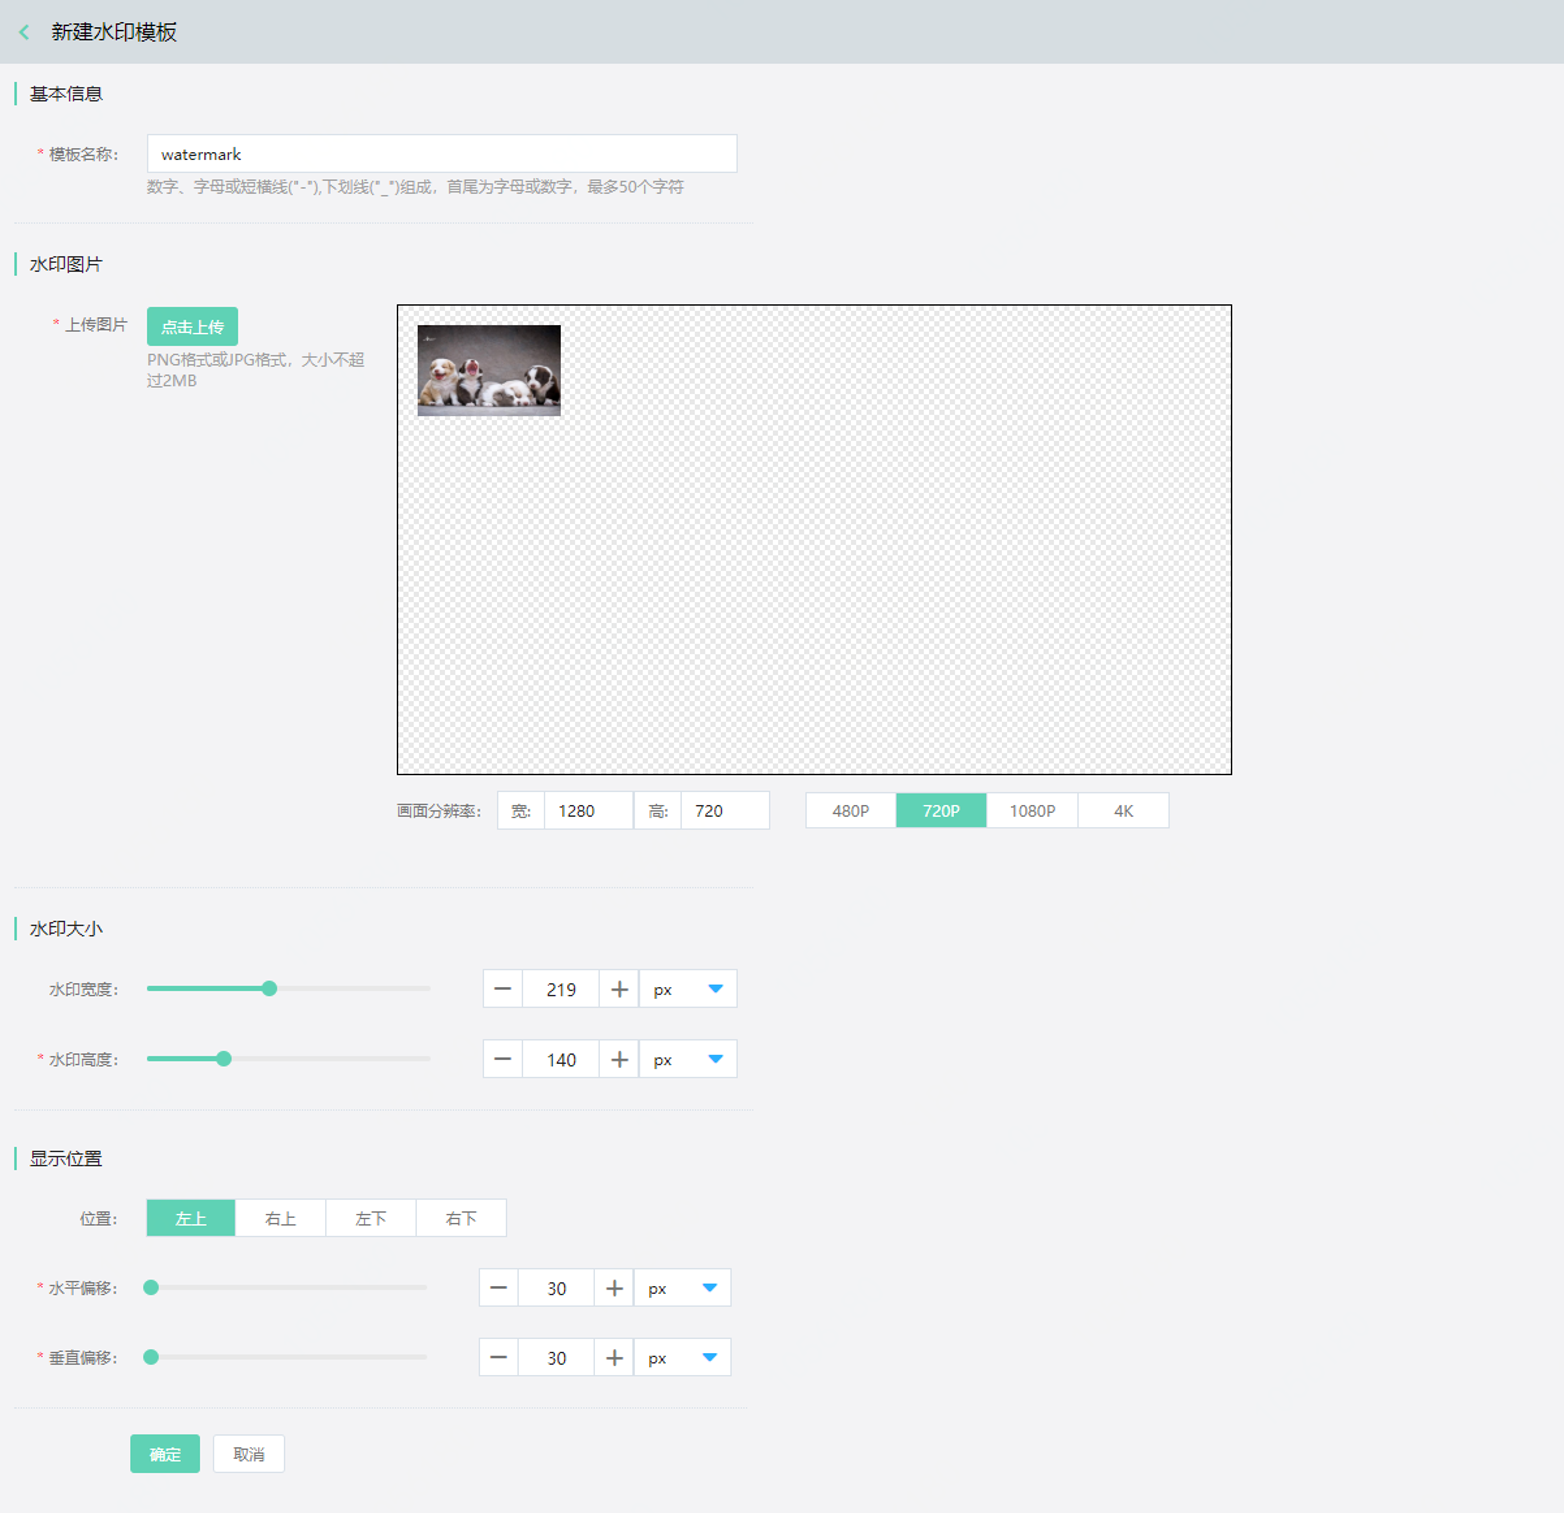 新建水印模板
基本信息
* 模板名称：
watermark
数字、字母或短横线("-"),下划线("_")组成，首尾为字母或数字，最多50个字符
水印图片
* 上传图片
点击上传
PNG格式或JPG格式，大小不超
过2MB
画面分辨率： 宽: 1280 高: 720 480P 720P 1080P 4K
水印大小
水印宽度： 219 px
* 水印高度： 140 px
显示位置
位置： 左上 右上 左下 右下
* 水平偏移： 30 px
* 垂直偏移： 30 px
确定 取消